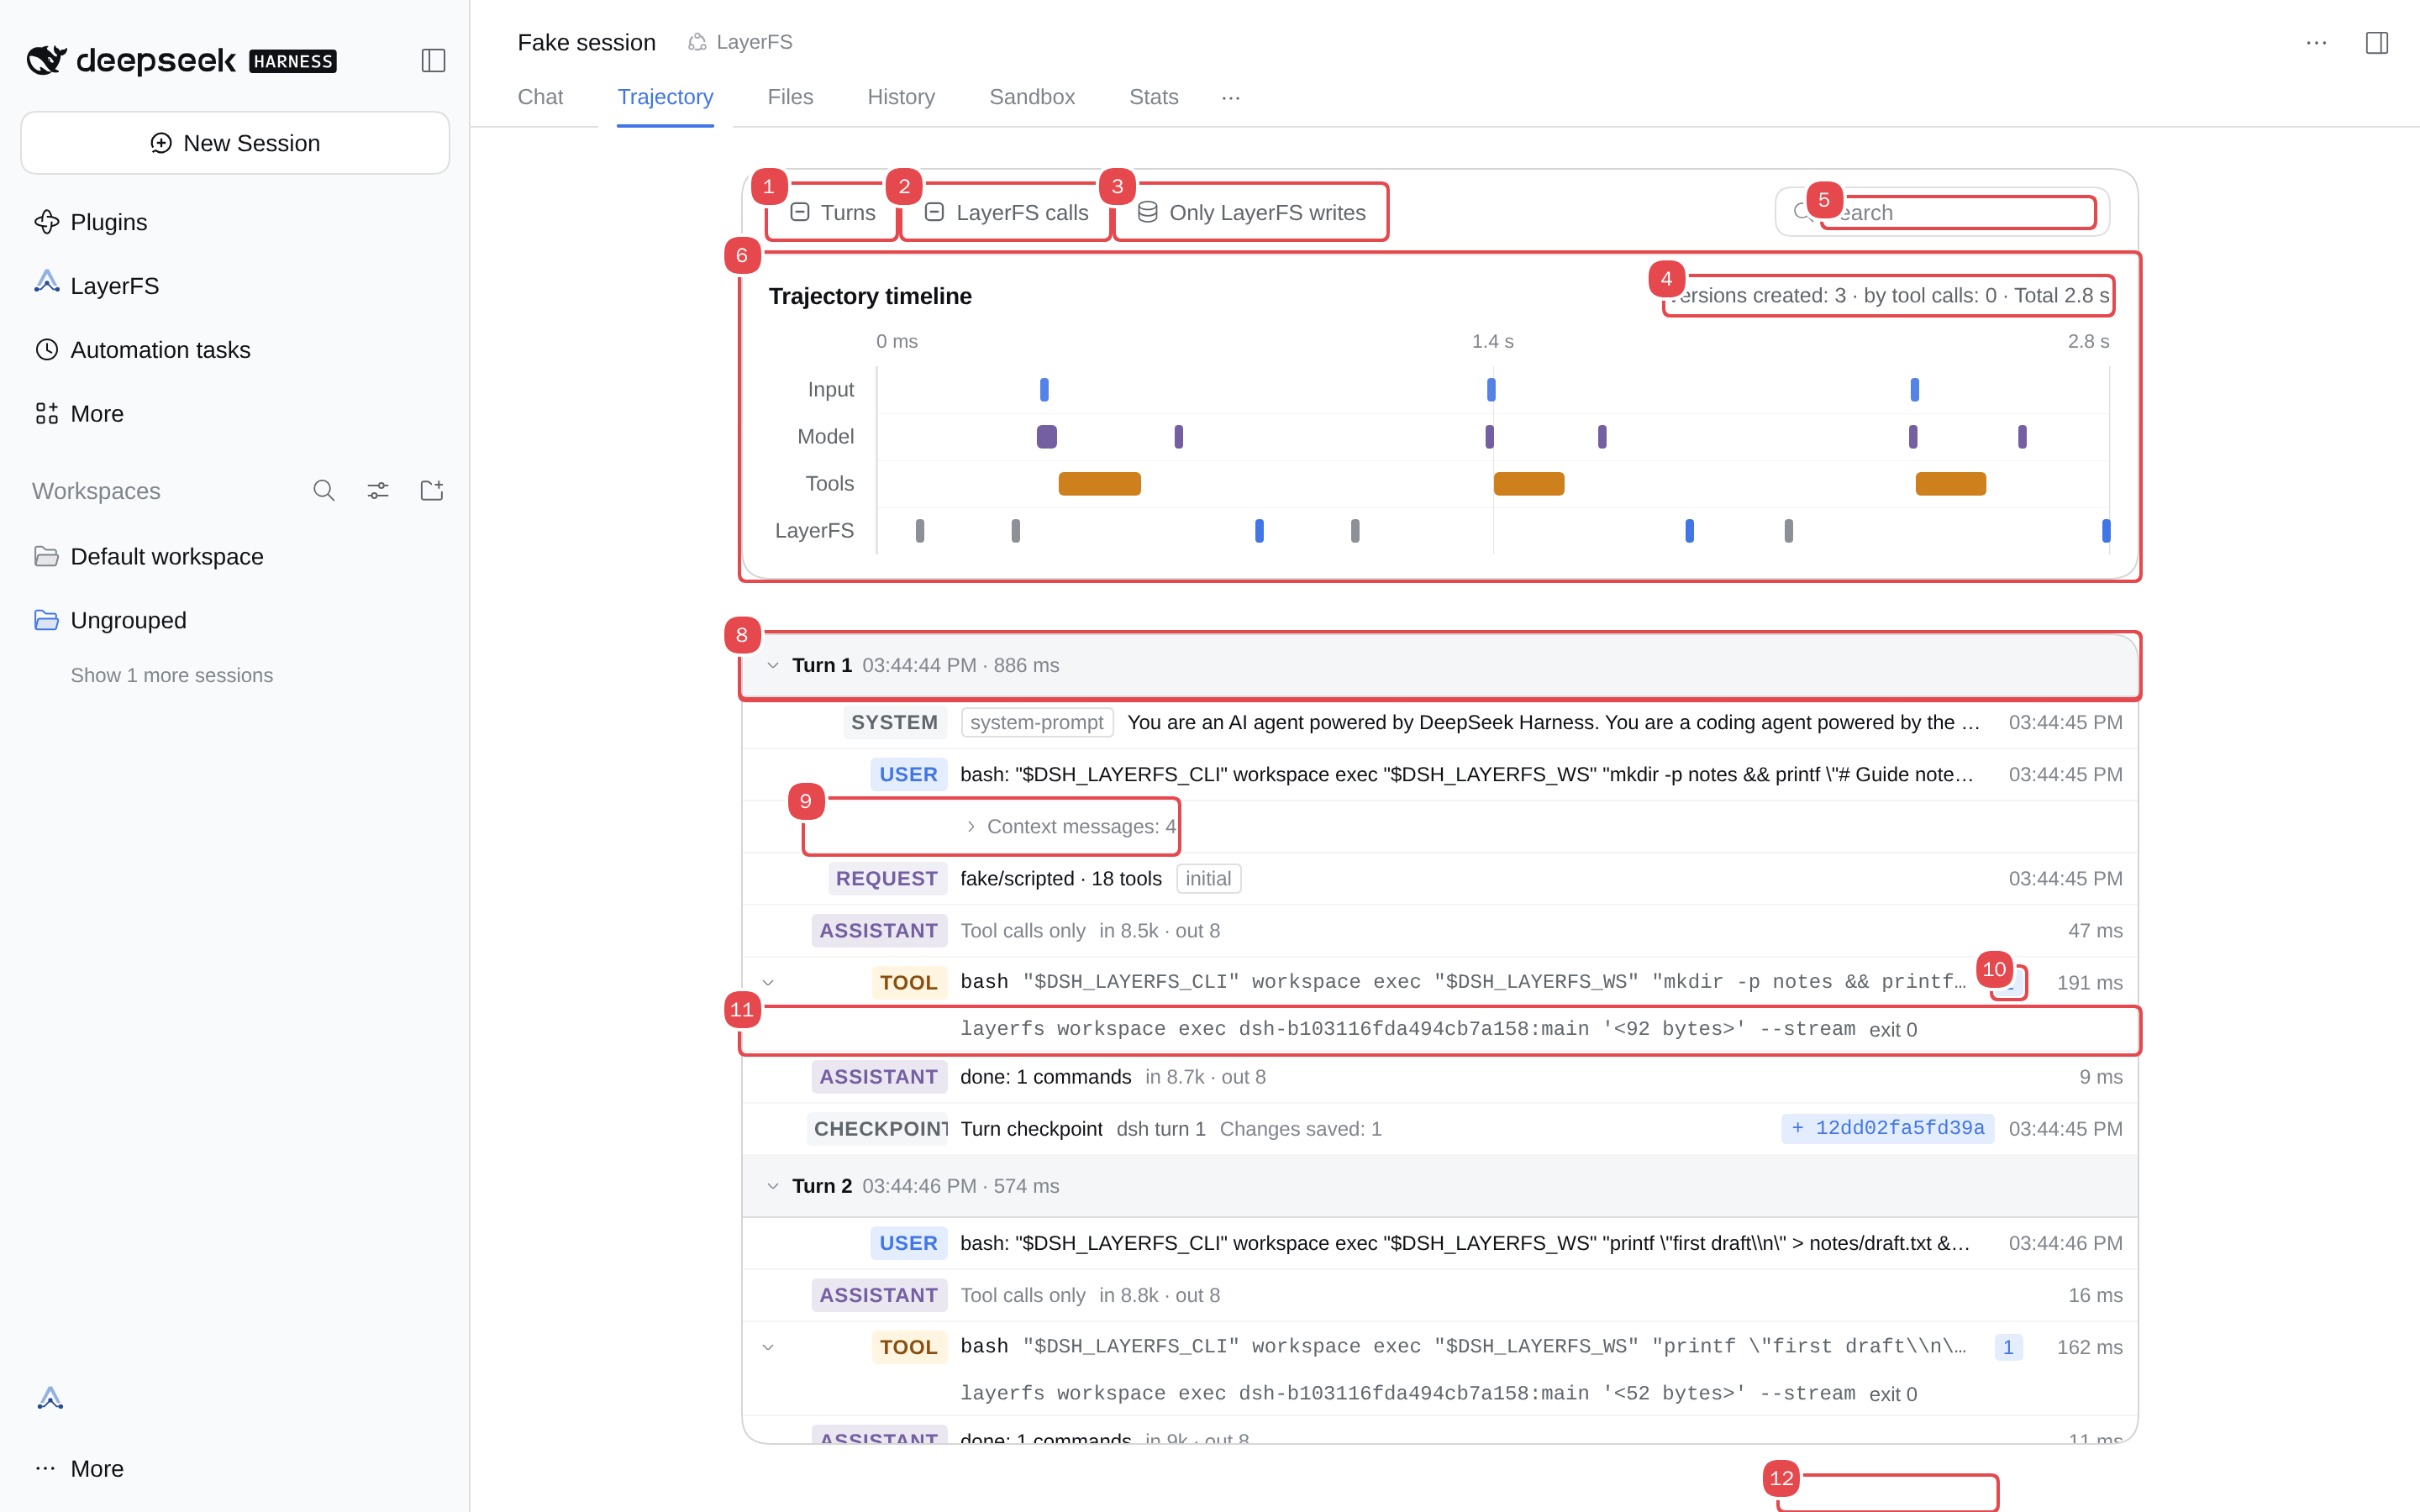 deepseek HARNESS
New Session
Plugins
LayerFS
Automation tasks
More
Workspaces
Default workspace
Ungrouped
Show 1 more sessions
More
Fake session LayerFS
Chat Trajectory Files History Sandbox Stats
1 2 3 5
Turns LayerFS calls Only LayerFS writes earch
6 4
Trajectory timeline ersions created: 3 · by tool calls: 0 · Total 2.8 s
0 ms 1.4 s 2.8 s
Input
Model
Tools
LayerFS
8
Turn 1 03:44:44 PM · 886 ms
SYSTEM system-prompt You are an AI agent powered by DeepSeek Harness. You are a coding agent powered by the … 03:44:45 PM
USER bash: "$DSH_LAYERFS_CLI" workspace exec "$DSH_LAYERFS_WS" "mkdir -p notes && printf \"# Guide note… 03:44:45 PM
9
Context messages: 4
REQUEST fake/scripted · 18 tools initial 03:44:45 PM
ASSISTANT Tool calls only in 8.5k · out 8 47 ms
10
TOOL bash "$DSH_LAYERFS_CLI" workspace exec "$DSH_LAYERFS_WS" "mkdir -p notes && printf… 191 ms
11
layerfs workspace exec dsh-b103116fda494cb7a158:main '<92 bytes>' --stream exit 0
ASSISTANT done: 1 commands in 8.7k · out 8 9 ms
CHECKPOINT Turn checkpoint dsh turn 1 Changes saved: 1 + 12dd02fa5fd39a 03:44:45 PM
Turn 2 03:44:46 PM · 574 ms
USER bash: "$DSH_LAYERFS_CLI" workspace exec "$DSH_LAYERFS_WS" "printf \"first draft\\n\" > notes/draft.txt &… 03:44:46 PM
ASSISTANT Tool calls only in 8.8k · out 8 16 ms
TOOL bash "$DSH_LAYERFS_CLI" workspace exec "$DSH_LAYERFS_WS" "printf \"first draft\\n\… 1 162 ms
layerfs workspace exec dsh-b103116fda494cb7a158:main '<52 bytes>' --stream exit 0
ASSISTANT done: 1 commands in 9k · out 8 11 ms
12